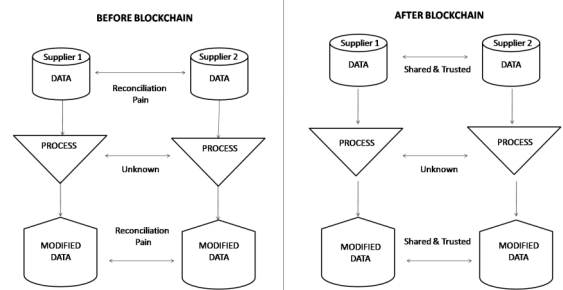 BEFORE BLOCKCHAIN
Supplier 1
Supplier 2
DATA
DATA
Reconciliation
Pain
PROCESS
PROCESS
Unknown
Reconciliation
Pain
MODIFIED
DATA
MODIFIED
DATA
AFTER BLOCKCHAIN
Supplier 1
Supplier 2
DATA
DATA
Shared & Trusted
PROCESS
PROCESS
Unknown
Shared & Trusted
MODIFIED
DATA
MODIFIED
DATA